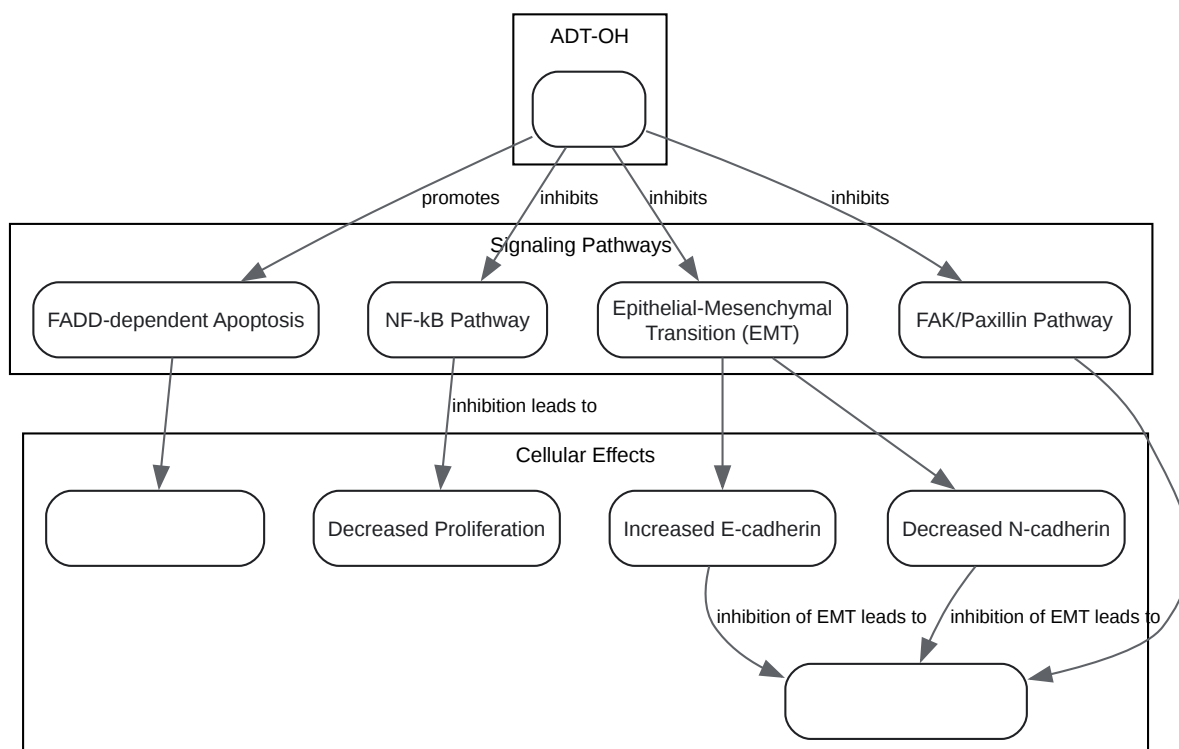 ADT-OH
promotes
inhibits
inhibits
inhibits
Signaling Pathways
FADD-dependent Apoptosis
NF-kB Pathway
Epithelial-Mesenchymal
Transition (EMT)
FAK/Paxillin Pathway
inhibition leads to
Cellular Effects
Decreased Proliferation
Increased E-cadherin
Decreased N-cadherin
inhibition of EMT leads to
inhibition of EMT leads to